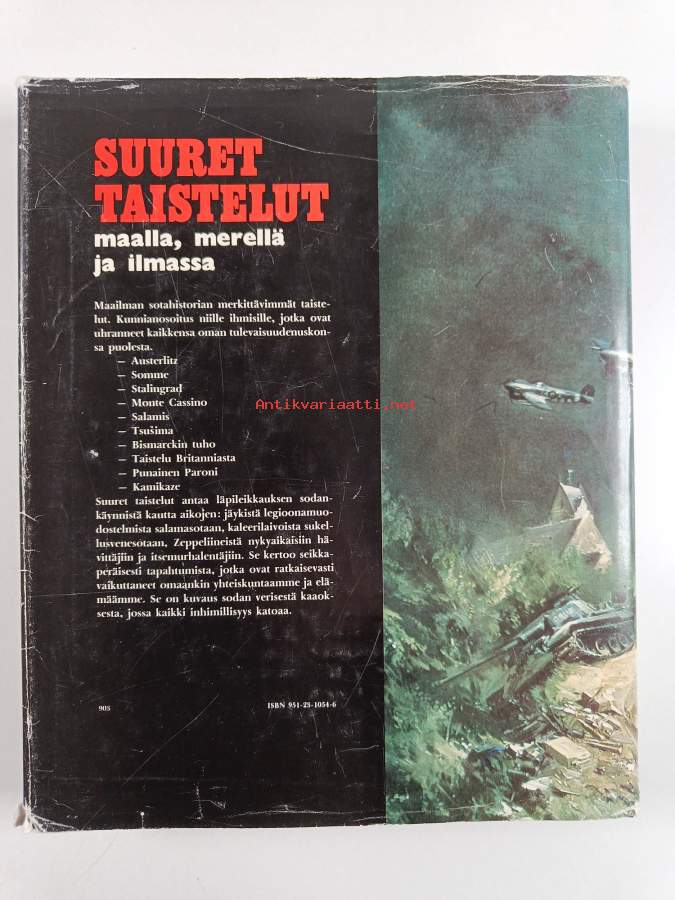 SUURET
TAISTELUT
maalla, merellä
ja ilmassa
Maailman sotahistorian merkittävimmät taiste-
lut. Kunnianosoitus niille ihmisille, jotka ovat
uhranneet kaikkensa oman tulevaisuudenuskon-
sa puolesta.
— Austerlitz
— Somme
— Stalingrad
— Monte Cassino
— Salamis
— Tsušima
— Bismarckin tuho
— Taistelu Britanniasta
— Punainen Paroni
— Kamikaze
Antikvariaatti.net
Suuret taistelut antaa läpileikkauksen sodan-
käynnistä kautta aikojen: jäykistä legioonamuo-
dostelmista salamasotaan, kaleerilaivoista sukel-
lusvenesotaan, Zeppeliineistä nykyaikaisiin hä-
vittäjiin ja itsemurhalentäjiin. Se kertoo seikka-
peräisesti tapahtumista, jotka ovat ratkaisevasti
vaikuttaneet omaankin yhteiskuntaamme ja elä-
määmme. Se on kuvaus sodan verisestä kaaok-
sesta, jossa kaikki inhimillisyys katoaa.
903 ISBN 951-23-1054-6